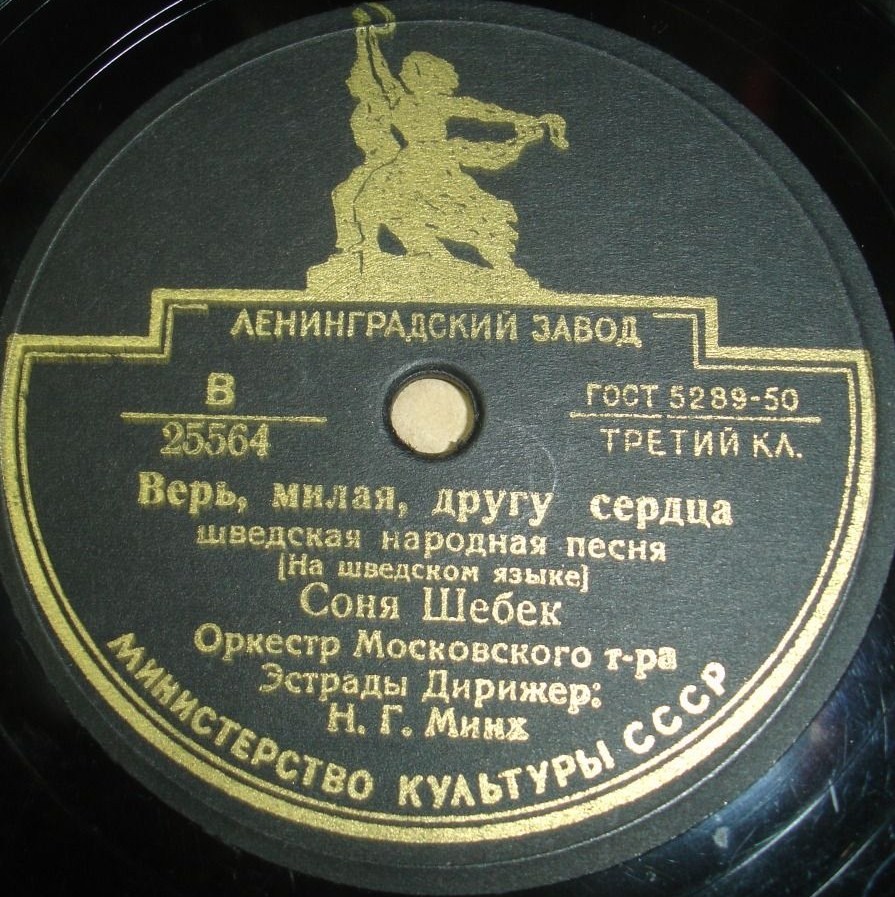 ЛЕНИНГРАДСКИЙ ЗАВОД
В
25564
ГОСТ 5289-50
ТРЕТИЙ КЛ.
Верь, милая, другу сердца
шведская народная песня
[На шведском языке]
Соня Шебек
Оркестр Московского т-ра
Эстрады Дирижер:
Н. Г. Минх
МИНИСТЕРСТВО КУЛЬТУРЫ СССР